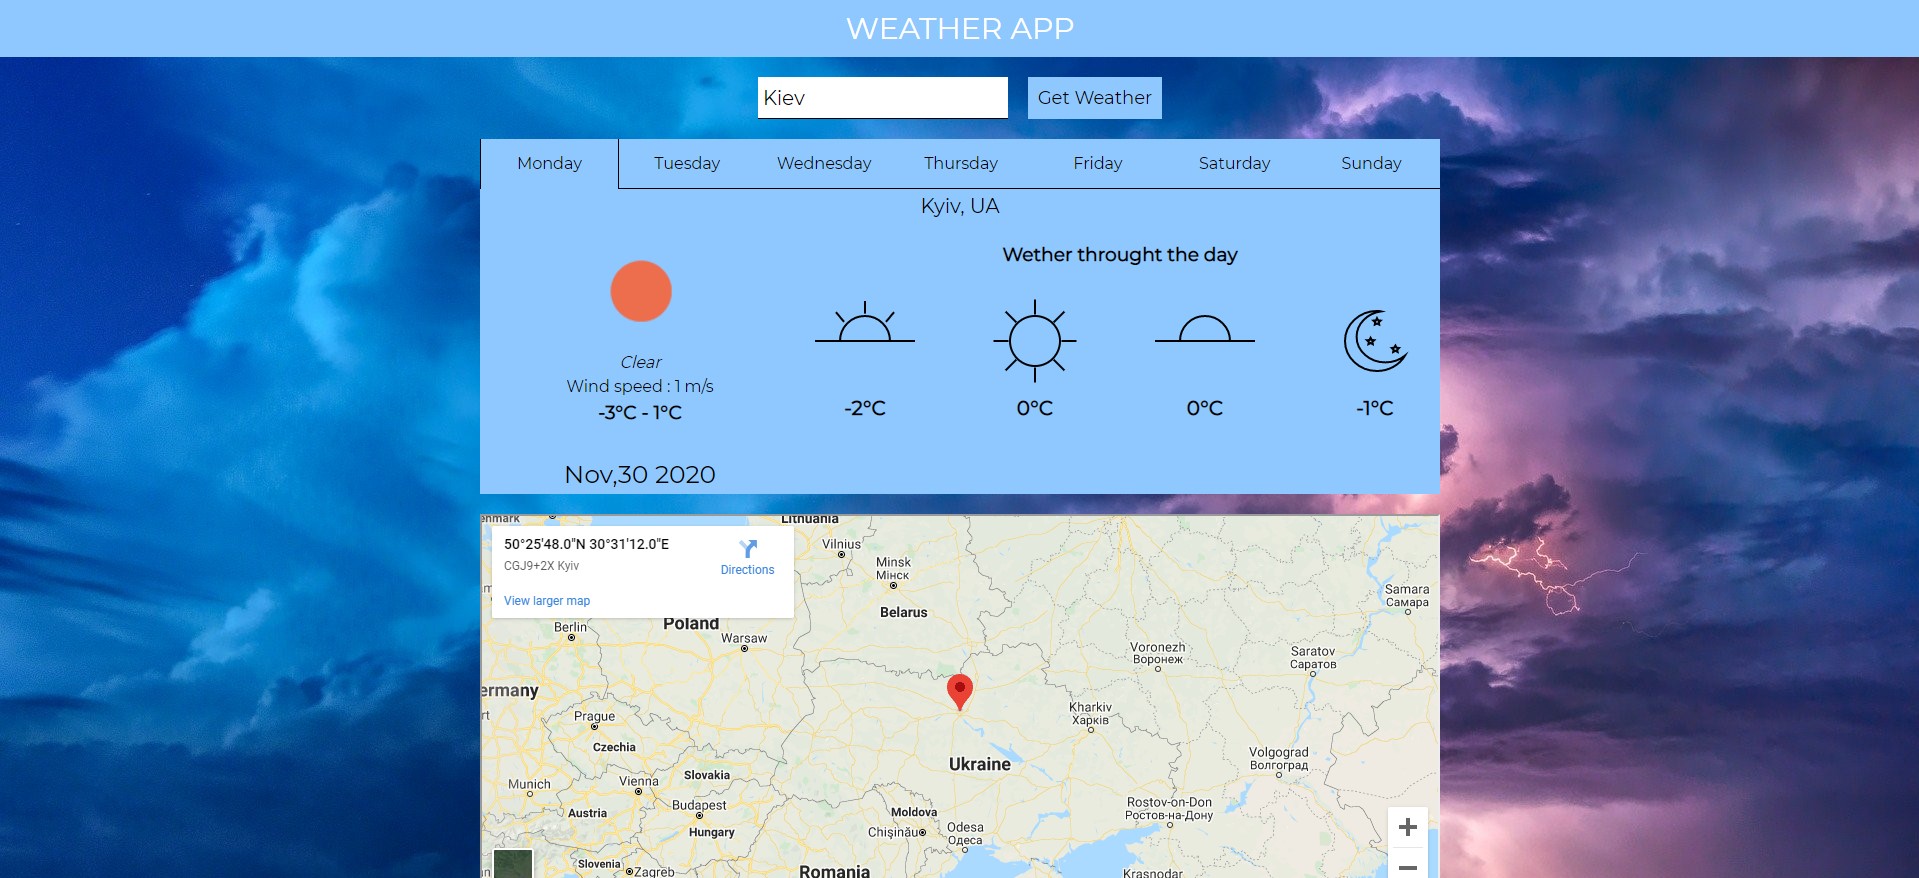 WEATHER APP
Kiev
Get Weather
Monday
Tuesday
Wednesday
Thursday
Friday
Saturday
Sunday
Kyiv, UA
Clear
Wind speed : 1 m/s
-3°C - 1°C
Nov,30 2020
Wether throught the day
-2°C
0°C
0°C
-1°C
50°25'48.0"N 30°31'12.0"E
CGJ9+2X Kyiv
Directions
View larger map
enmark
Lithuania
Vilnius
Minsk
Мінск
Belarus
Samara
Самара
Berlin
Poland
Warsaw
Voronezh
Воронеж
Saratov
Саратов
ermany
rt
Prague
Kharkiv
Харків
Czechia
Volgograd
Волгоград
Ukraine
Slovakia
Munich
Vienna
Budapest
Austria
Moldova
Rostov-on-Don
Ростов-на-Дону
Hungary
Chișinău
Odesa
Одеса
Slovenia
Zagreb
Romania
Krasnodar